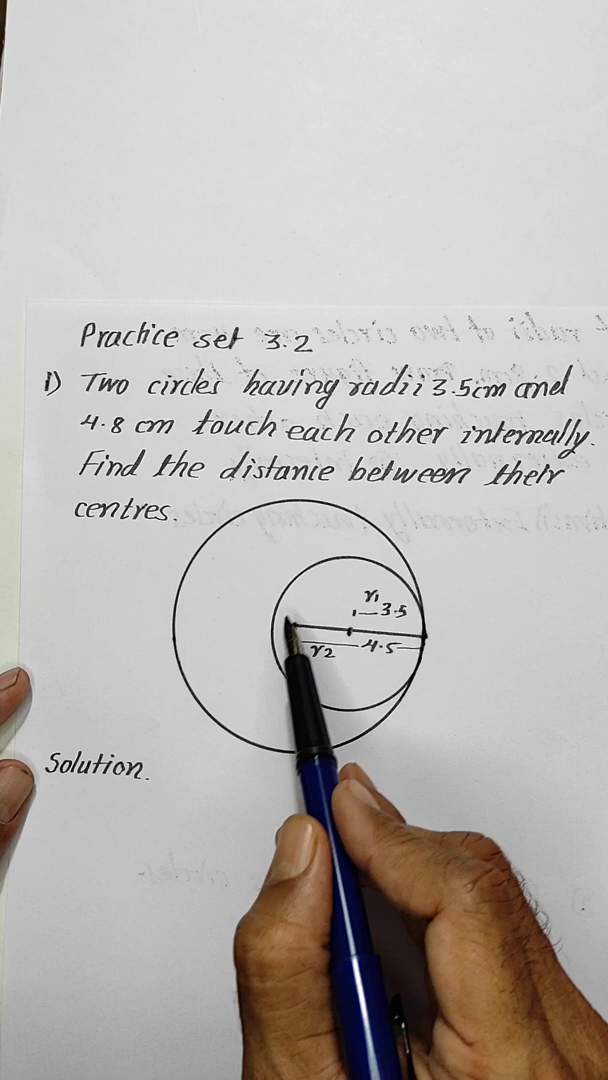 Practice set 3.2
1) Two circles having radii 3.5cm and
4.8 cm touch each other internally.
Find the distance between their
centres.
r1
3.5
r2 4.5
Solution.